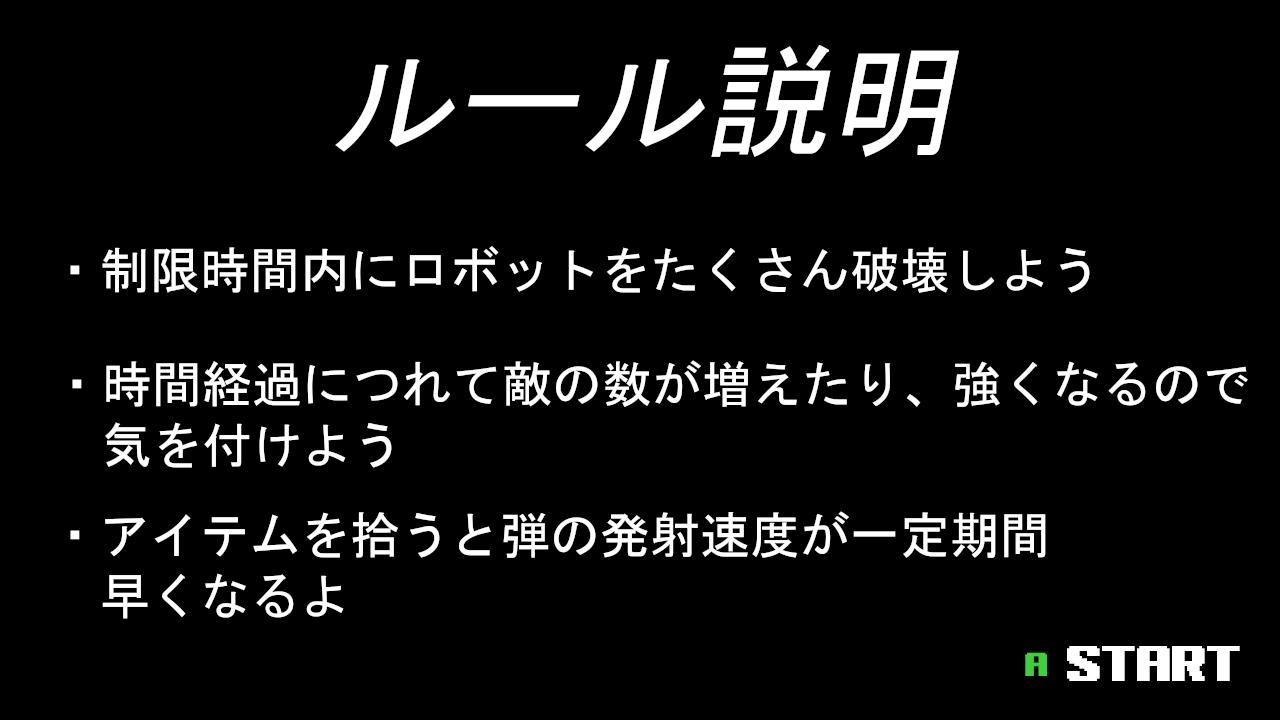 ルール説明
・制限時間内にロボットをたくさん破壊しよう
・時間経過につれて敵の数が増えたり、強くなるので
気を付けよう
・アイテムを拾うと弾の発射速度が一定期間
早くなるよ
A START